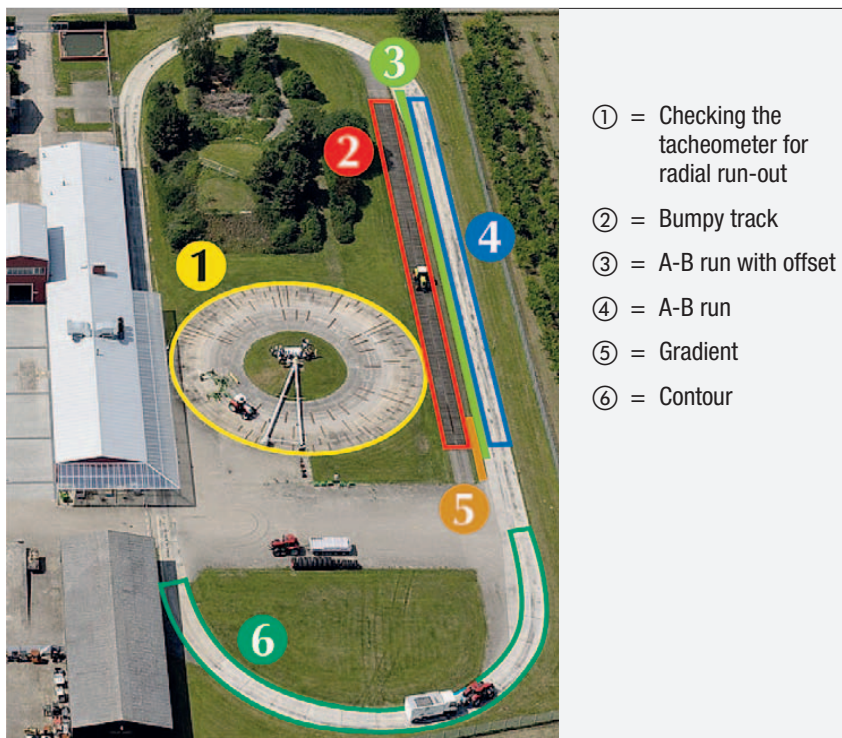 3
2
4
1
5
6
① = Checking the
tacheometer for
radial run-out
② = Bumpy track
③ = A-B run with offset
④ = A-B run
⑤ = Gradient
⑥ = Contour